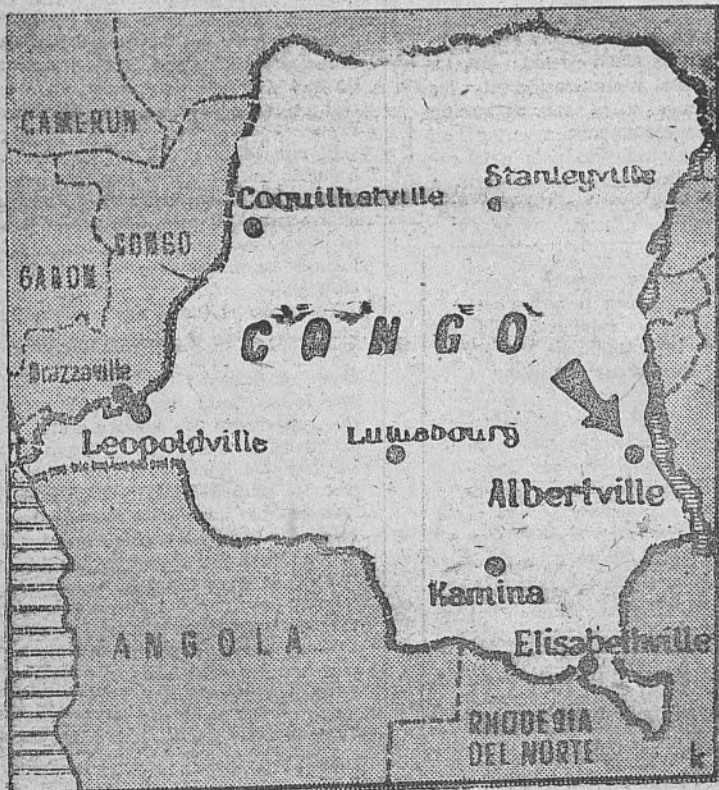 CAMERUN
Stanleyville
Coquilhatville
CONGO
GABON
CONGO
Brazzaville
Leopoldville
Luluabourg
Albertville
Kamina
ANGOLA
Elisabethville
RHODESIA
DEL NORTE
k